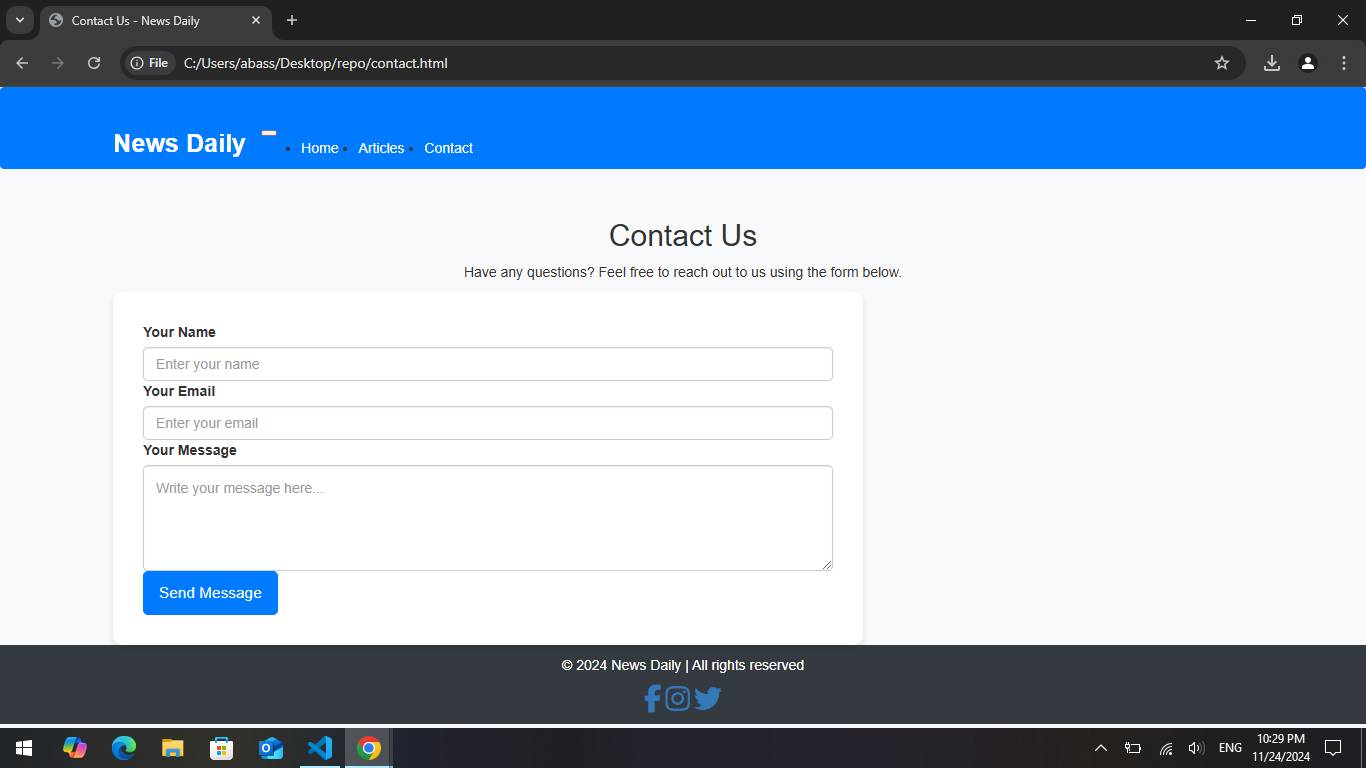 Contact Us - News Daily
File C:/Users/abass/Desktop/repo/contact.html
News Daily
Home Articles Contact
Contact Us
Have any questions? Feel free to reach out to us using the form below.
Your Name
Enter your name
Your Email
Enter your email
Your Message
Write your message here...
Send Message
© 2024 News Daily | All rights reserved
ENG
10:29 PM
11/24/2024